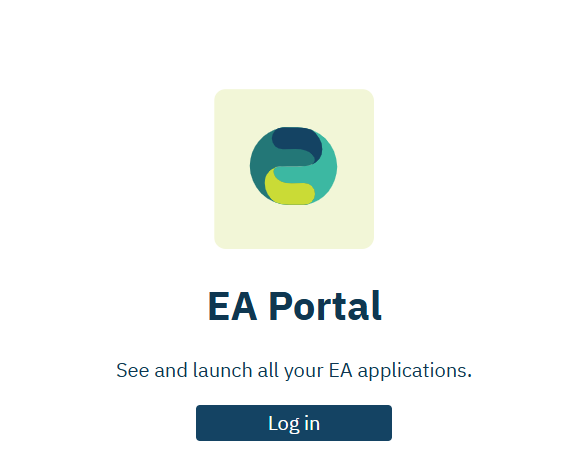 EA Portal
See and launch all your EA applications.
Log in